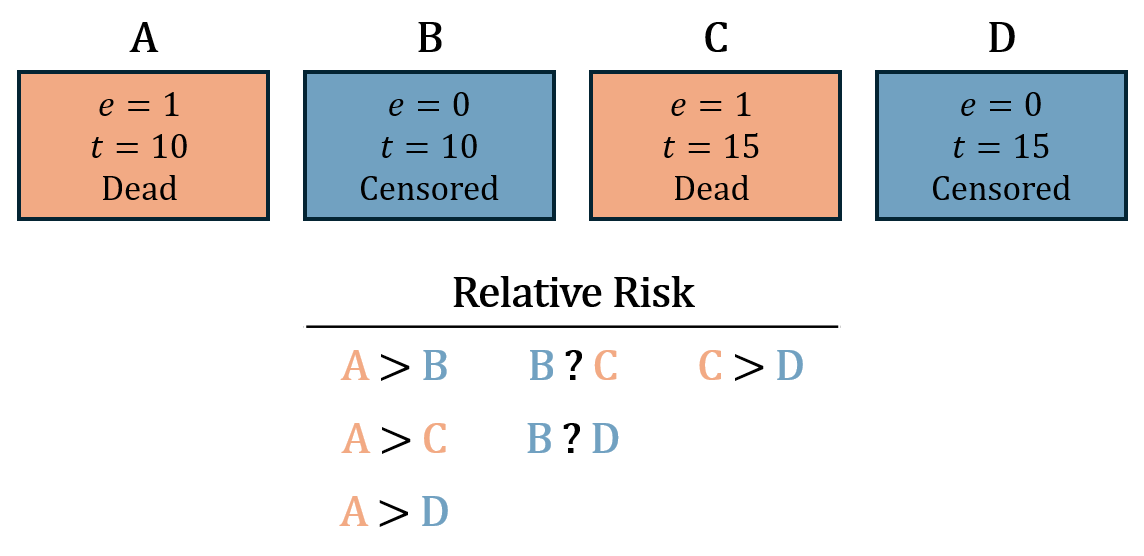 A B C D
e = 1 e = 0 e = 1 e = 0
t = 10 t = 10 t = 15 t = 15
Dead Censored Dead Censored
Relative Risk
A > B B ? C C > D
A > C B ? D
A > D